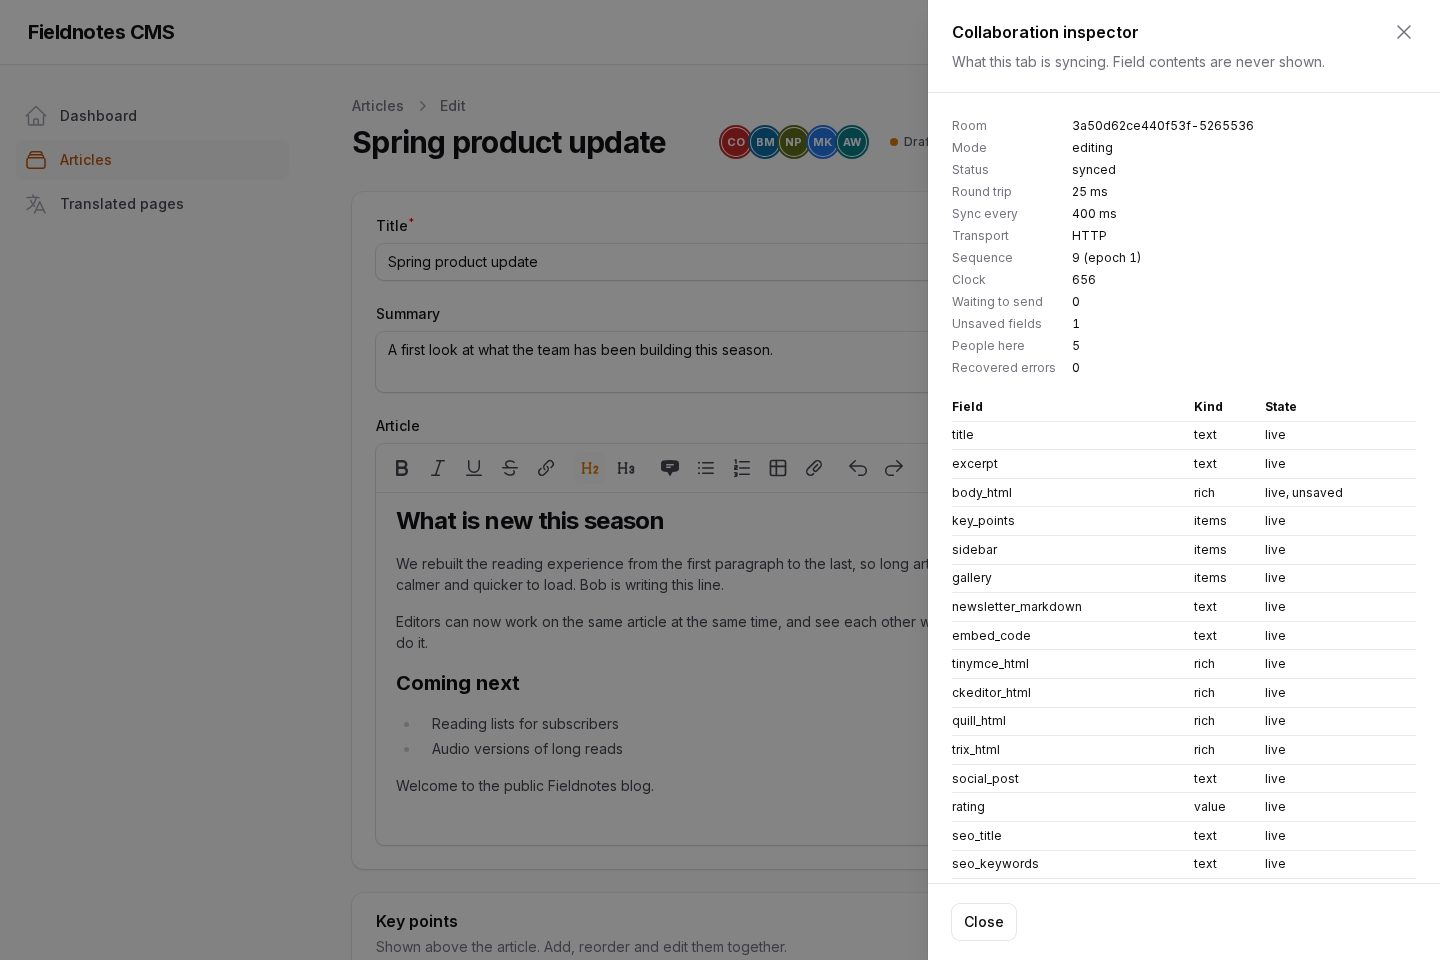 Fieldnotes CMS
Dashboard
Articles
Translated pages
Articles
Edit
Spring product update
CO
BM
NP
MK
AW
Title*
Spring product update
Summary
A first look at what the team has been building this season.
Article
H2
H3
What is new this season
We rebuilt the reading experience from the first paragraph to the last, so long
calmer and quicker to load. Bob is writing this line.
Editors can now work on the same article at the same time, and see each other
do it.
Coming next
Reading lists for subscribers
Audio versions of long reads
Welcome to the public Fieldnotes blog.
Key points
Shown above the article. Add, reorder and edit them together.
Collaboration inspector
What this tab is syncing. Field contents are never shown.
Room 3a50d62ce440f53f-5265536
Mode editing
Status synced
Round trip 25 ms
Sync every 400 ms
Transport HTTP
Sequence 9 (epoch 1)
Clock 656
Waiting to send 0
Unsaved fields 1
People here 5
Recovered errors 0
Field Kind State
title text live
excerpt text live
body_html rich live, unsaved
key_points items live
sidebar items live
gallery items live
newsletter_markdown text live
embed_code text live
tinymce_html rich live
ckeditor_html rich live
quill_html rich live
trix_html rich live
social_post text live
rating value live
seo_title text live
seo_keywords text live
Close